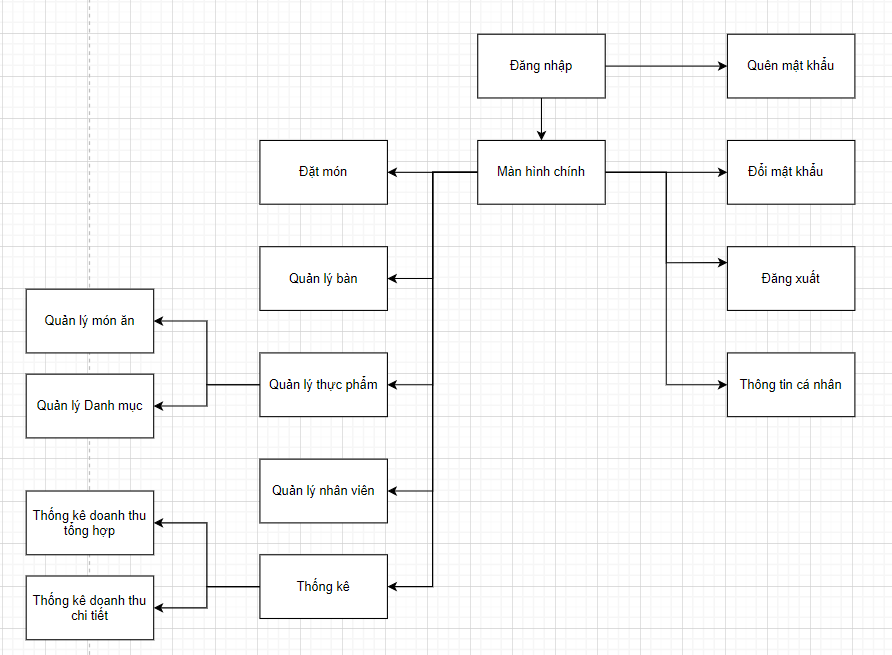 Đăng nhập
Quên mật khẩu
Đặt món
Màn hình chính
Đổi mật khẩu
Quản lý bàn
Đăng xuất
Quản lý món ăn
Quản lý thực phẩm
Thông tin cá nhân
Quản lý Danh mục
Quản lý nhân viên
Thống kê doanh thu
tổng hợp
Thống kê
Thống kê doanh thu
chi tiết